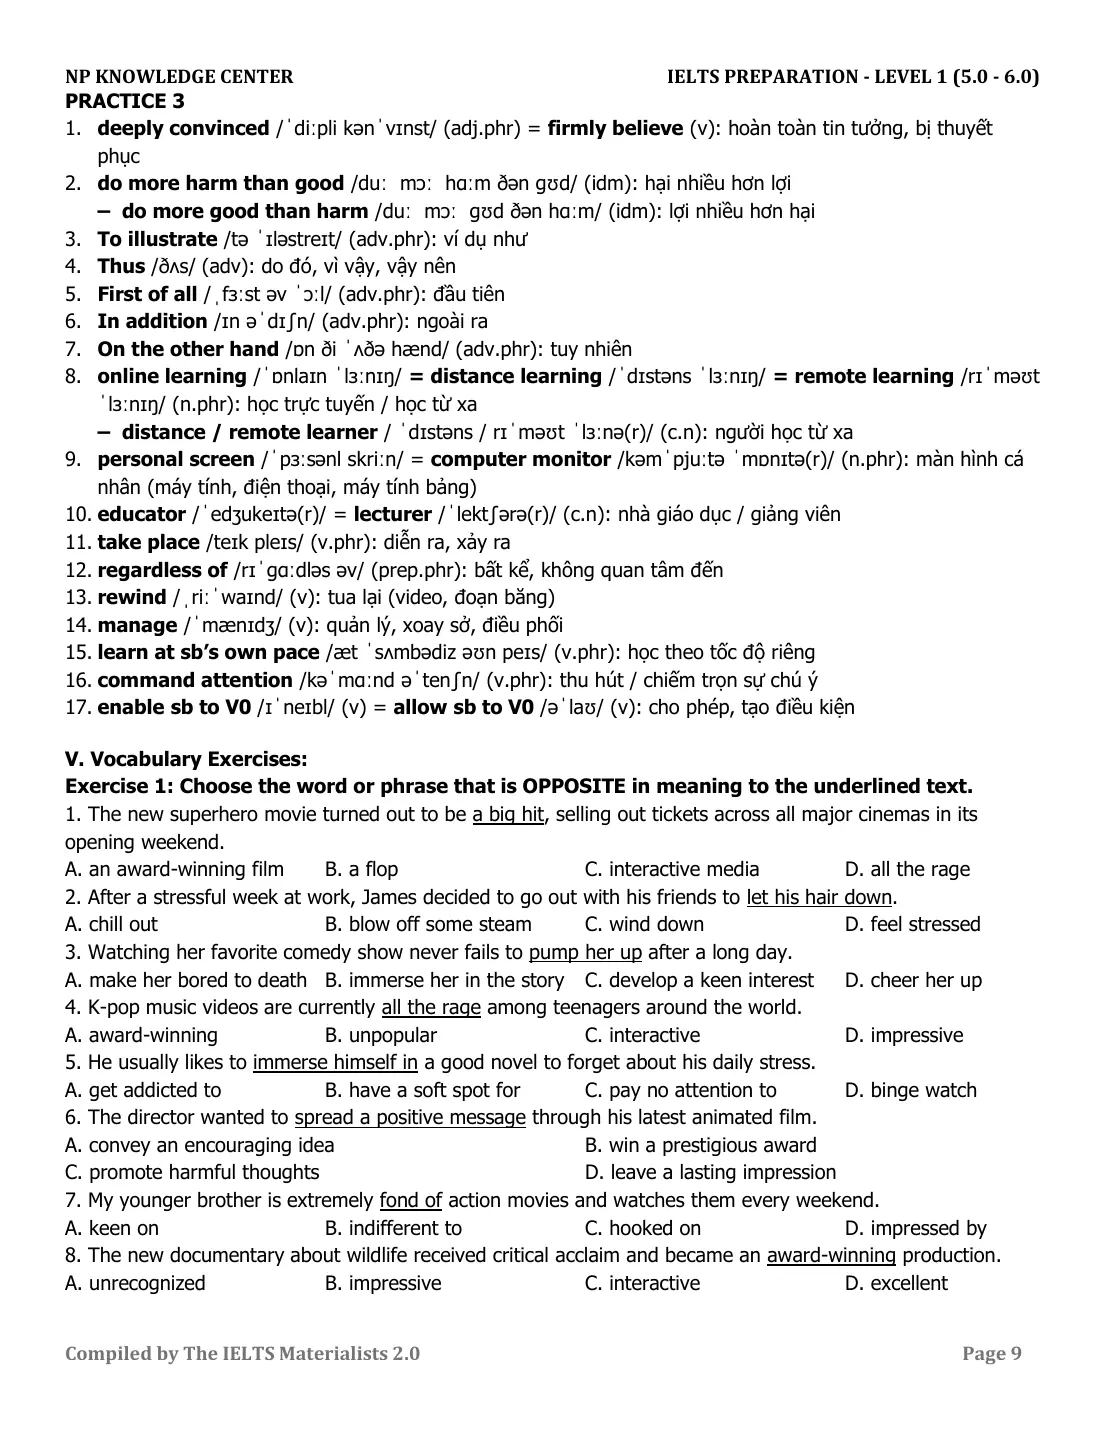 NP KNOWLEDGE CENTER IELTS PREPARATION - LEVEL 1 (5.0 - 6.0)
PRACTICE 3
1. deeply convinced /ˈdiːpli kənˈvɪnst/ (adj.phr) = firmly believe (v): hoàn toàn tin tưởng, bị thuyết
phục
2. do more harm than good /duː mɔː hɑːm ðən ɡʊd/ (idm): hại nhiều hơn lợi
– do more good than harm /duː mɔː ɡʊd ðən hɑːm/ (idm): lợi nhiều hơn hại
3. To illustrate /tə ˈɪləstreɪt/ (adv.phr): ví dụ như
4. Thus /ðʌs/ (adv): do đó, vì vậy, vậy nên
5. First of all /ˌfɜːst əv ˈɔːl/ (adv.phr): đầu tiên
6. In addition /ɪn əˈdɪʃn/ (adv.phr): ngoài ra
7. On the other hand /ɒn ði ˈʌðə hænd/ (adv.phr): tuy nhiên
8. online learning /ˈɒnlaɪn ˈlɜːnɪŋ/ = distance learning /ˈdɪstəns ˈlɜːnɪŋ/ = remote learning /rɪˈməʊt
ˈlɜːnɪŋ/ (n.phr): học trực tuyến / học từ xa
– distance / remote learner / ˈdɪstəns / rɪˈməʊt ˈlɜːnə(r)/ (c.n): người học từ xa
9. personal screen /ˈpɜːsənl skriːn/ = computer monitor /kəmˈpjuːtə ˈmɒnɪtə(r)/ (n.phr): màn hình cá
nhân (máy tính, điện thoại, máy tính bảng)
10. educator /ˈedʒukeɪtə(r)/ = lecturer /ˈlektʃərə(r)/ (c.n): nhà giáo dục / giảng viên
11. take place /teɪk pleɪs/ (v.phr): diễn ra, xảy ra
12. regardless of /rɪˈɡɑːdləs əv/ (prep.phr): bất kể, không quan tâm đến
13. rewind /ˌriːˈwaɪnd/ (v): tua lại (video, đoạn băng)
14. manage /ˈmænɪdʒ/ (v): quản lý, xoay sở, điều phối
15. learn at sb’s own pace /æt ˈsʌmbədiz əʊn peɪs/ (v.phr): học theo tốc độ riêng
16. command attention /kəˈmɑːnd əˈtenʃn/ (v.phr): thu hút / chiếm trọn sự chú ý
17. enable sb to V0 /ɪˈneɪbl/ (v) = allow sb to V0 /əˈlaʊ/ (v): cho phép, tạo điều kiện
V. Vocabulary Exercises:
Exercise 1: Choose the word or phrase that is OPPOSITE in meaning to the underlined text.
1. The new superhero movie turned out to be a big hit, selling out tickets across all major cinemas in its
opening weekend.
A. an award-winning film B. a flop C. interactive media D. all the rage
2. After a stressful week at work, James decided to go out with his friends to let his hair down.
A. chill out B. blow off some steam C. wind down D. feel stressed
3. Watching her favorite comedy show never fails to pump her up after a long day.
A. make her bored to death B. immerse her in the story C. develop a keen interest D. cheer her up
4. K-pop music videos are currently all the rage among teenagers around the world.
A. award-winning B. unpopular C. interactive D. impressive
5. He usually likes to immerse himself in a good novel to forget about his daily stress.
A. get addicted to B. have a soft spot for C. pay no attention to D. binge watch
6. The director wanted to spread a positive message through his latest animated film.
A. convey an encouraging idea B. win a prestigious award
C. promote harmful thoughts D. leave a lasting impression
7. My younger brother is extremely fond of action movies and watches them every weekend.
A. keen on B. indifferent to C. hooked on D. impressed by
8. The new documentary about wildlife received critical acclaim and became an award-winning production.
A. unrecognized B. impressive C. interactive D. excellent
Compiled by The IELTS Materialists 2.0 Page 9